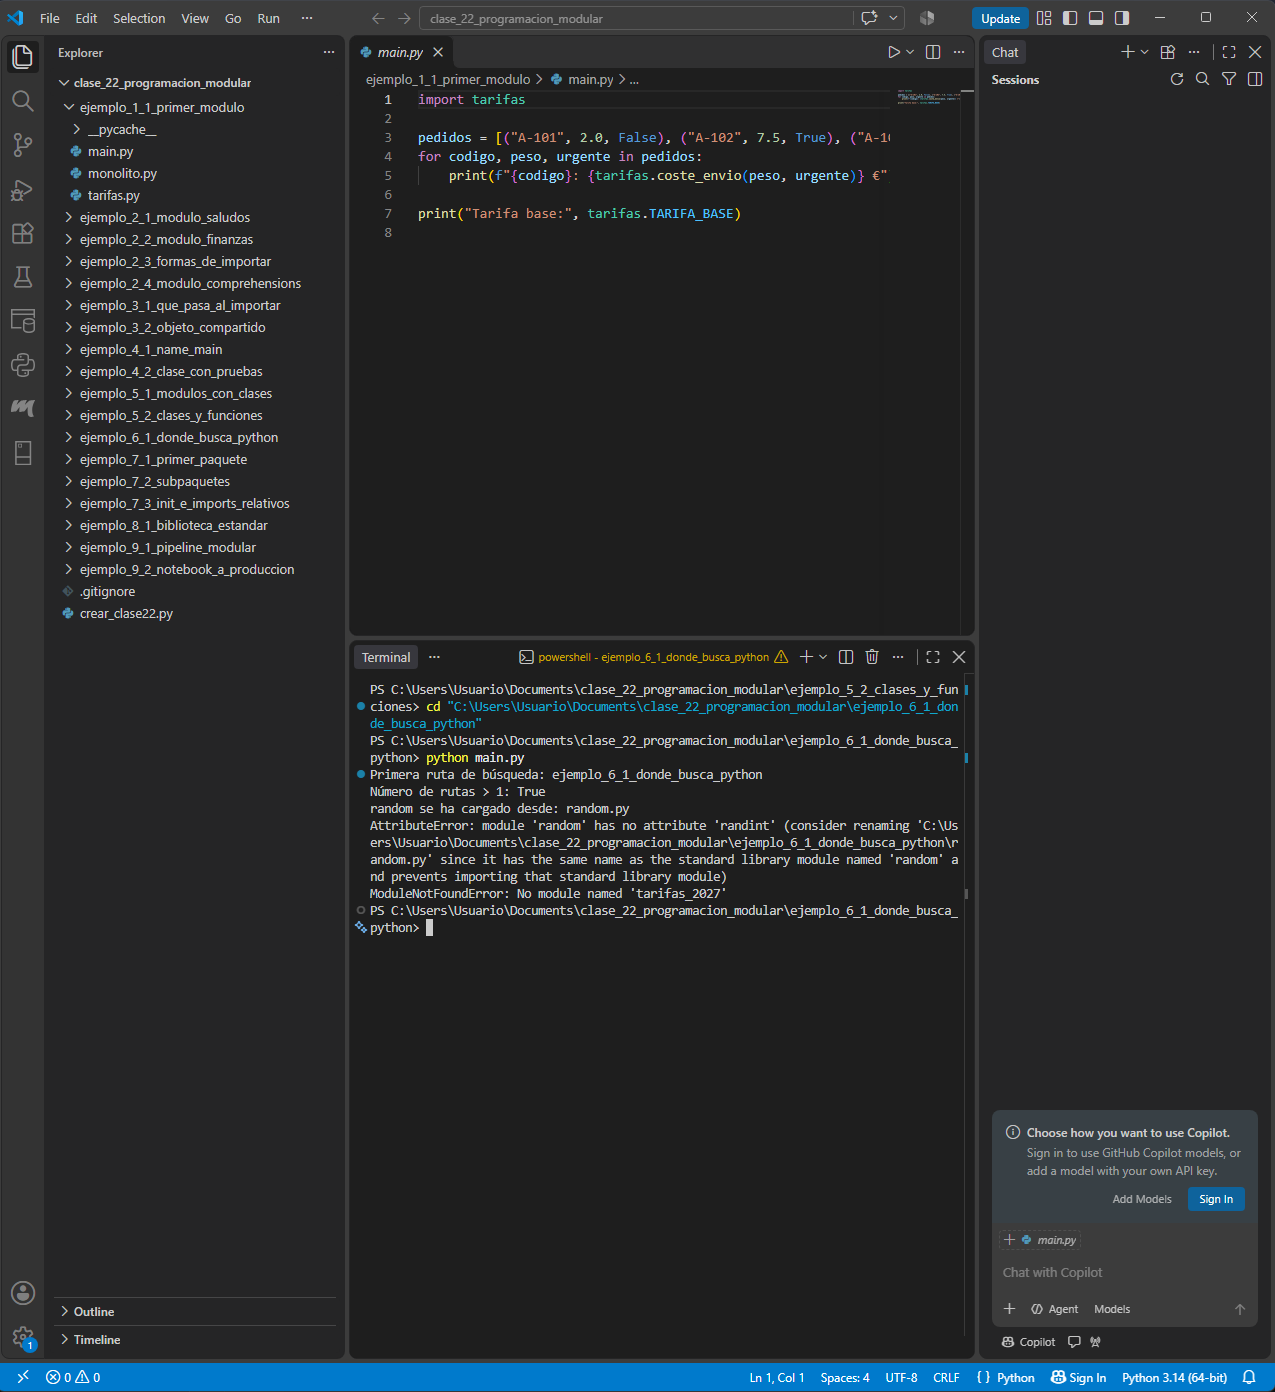 File Edit Selection View Go Run ···
clase_22_programacion_modular
Update
Explorer
clase_22_programacion_modular
ejemplo_1_1_primer_modulo
__pycache__
main.py
monolito.py
tarifas.py
ejemplo_2_1_modulo_saludos
ejemplo_2_2_modulo_finanzas
ejemplo_2_3_formas_de_importar
ejemplo_2_4_modulo_comprehensions
ejemplo_3_1_que_pasa_al_importar
ejemplo_3_2_objeto_compartido
ejemplo_4_1_name_main
ejemplo_4_2_clase_con_pruebas
ejemplo_5_1_modulos_con_clases
ejemplo_5_2_clases_y_funciones
ejemplo_6_1_donde_busca_python
ejemplo_7_1_primer_paquete
ejemplo_7_2_subpaquetes
ejemplo_7_3_init_e_imports_relativos
ejemplo_8_1_biblioteca_estandar
ejemplo_9_1_pipeline_modular
ejemplo_9_2_notebook_a_produccion
.gitignore
crear_clase22.py
Outline
Timeline
1
main.py
ejemplo_1_1_primer_modulo > main.py > ...
1 import tarifas
2
3 pedidos = [("A-101", 2.0, False), ("A-102", 7.5, True), ("A-10
4 for codigo, peso, urgente in pedidos:
5     print(f"{codigo}: {tarifas.coste_envio(peso, urgente)} €"
6
7 print("Tarifa base:", tarifas.TARIFA_BASE)
8
Terminal
powershell - ejemplo_6_1_donde_busca_python
PS C:\Users\Usuario\Documents\clase_22_programacion_modular\ejemplo_5_2_clases_y_fun
ciones> cd "C:\Users\Usuario\Documents\clase_22_programacion_modular\ejemplo_6_1_don
de_busca_python"
PS C:\Users\Usuario\Documents\clase_22_programacion_modular\ejemplo_6_1_donde_busca_
python> python main.py
Primera ruta de búsqueda: ejemplo_6_1_donde_busca_python
Número de rutas > 1: True
random se ha cargado desde: random.py
AttributeError: module 'random' has no attribute 'randint' (consider renaming 'C:\Us
ers\Usuario\Documents\clase_22_programacion_modular\ejemplo_6_1_donde_busca_python\r
andom.py' since it has the same name as the standard library module named 'random' a
nd prevents importing that standard library module)
ModuleNotFoundError: No module named 'tarifas_2027'
PS C:\Users\Usuario\Documents\clase_22_programacion_modular\ejemplo_6_1_donde_busca_
python>
Chat
Sessions
Choose how you want to use Copilot.
Sign in to use GitHub Copilot models, or
add a model with your own API key.
Add Models Sign In
main.py
Chat with Copilot
Agent Models
Copilot
0 0
Ln 1, Col 1 Spaces: 4 UTF-8 CRLF { } Python Sign In Python 3.14 (64-bit)